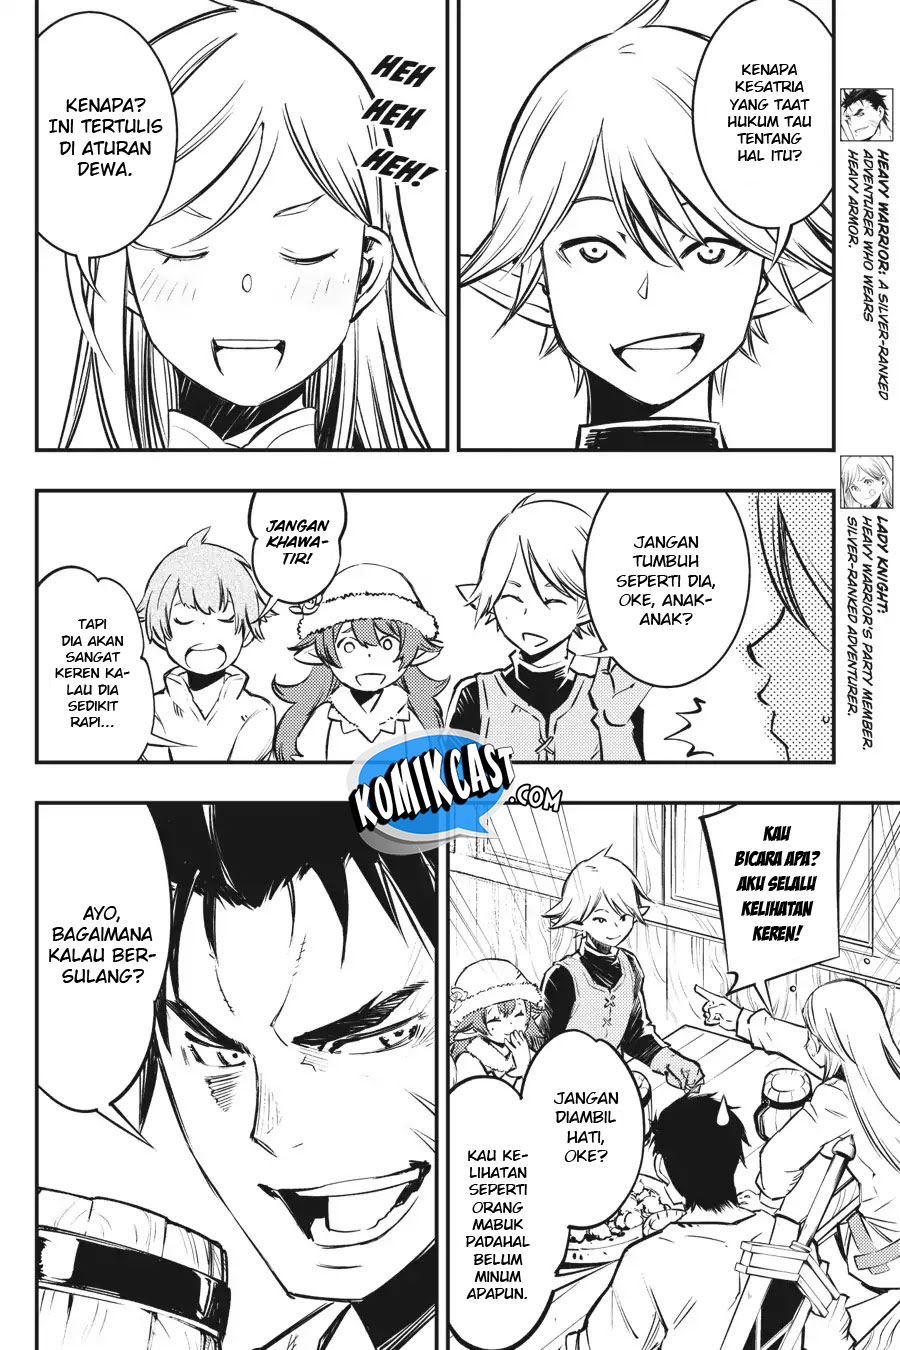 KENAPA
KESATRIA
YANG TAAT
HUKUM TAU
TENTANG
HAL ITU?
HEH
HEH
HEH!
KENAPA?
INI TERTULIS
DI ATURAN
DEWA.
HEAVY WARRIOR: A SILVER-RANKED
ADVENTURER WHO WEARS
HEAVY ARMOR.
JANGAN
TUMBUH
SEPERTI DIA,
OKE, ANAK-
ANAK?
JANGAN
KHAWA-
TIR!
TAPI
DIA AKAN
SANGAT
KEREN KA-
LAU DIA
SEDIKIT
RAPI...
LADY KNIGHT:
HEAVY WARRIOR'S PARTY MEMBER.
SILVER-RANKED ADVENTURER.
KOMIKCAST
.COM
KAU
BICARA APA?
AKU SELALU
KELIHATAN
KEREN!
JANGAN
DIAMBIL
HATI,
OKE?
KAU KE-
LIHATAN
SEPERTI
ORANG
MABUK
PADAHAL
BELUM
MINUM
APAPUN.
AYO,
BAGAIMANA
KALAU BER-
SULANG?